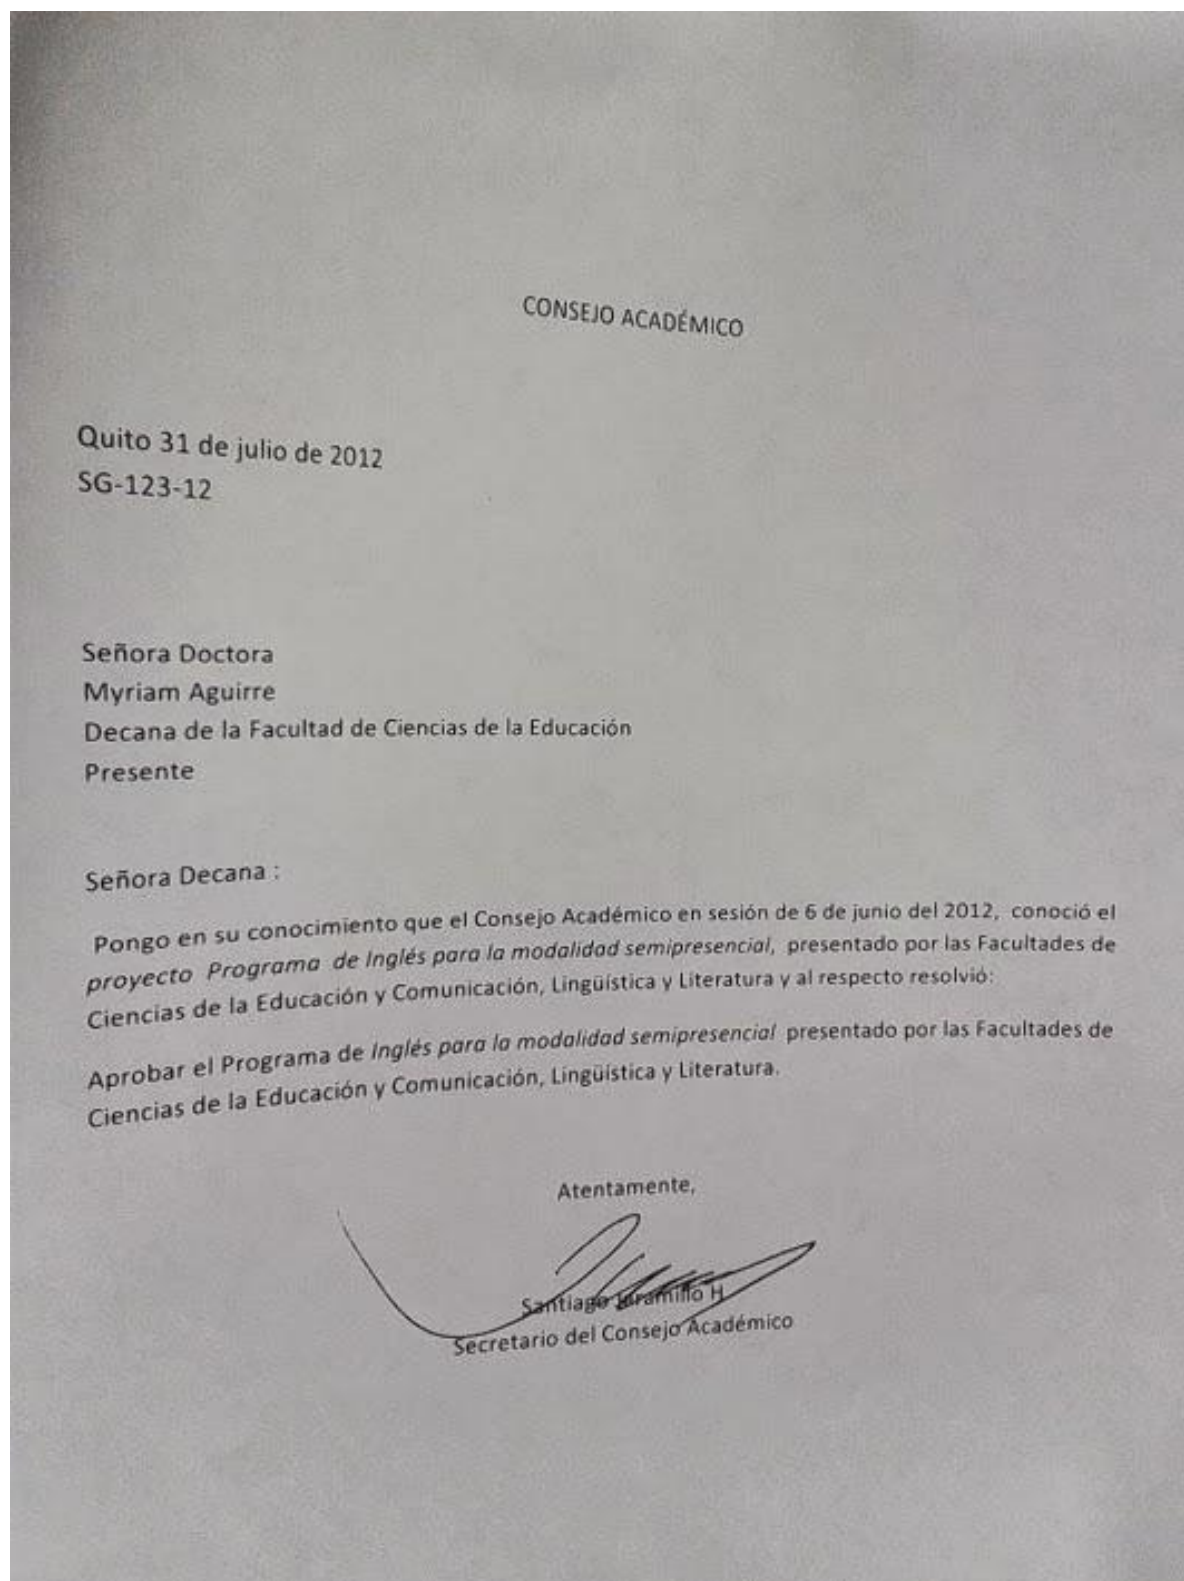 CONSEJO ACADÉMICO
Quito 31 de julio de 2012
SG-123-12
Señora Doctora
Myriam Aguirre
Decana de la Facultad de Ciencias de la Educación
Presente
Señora Decana :
Pongo en su conocimiento que el Consejo Académico en sesión de 6 de junio del 2012, conoció el
proyecto Programa de Inglés para la modalidad semipresencial, presentado por las Facultades de
Ciencias de la Educación y Comunicación, Lingüística y Literatura y al respecto resolvió:
Aprobar el Programa de Inglés para la modalidad semipresencial presentado por las Facultades de
Ciencias de la Educación y Comunicación, Lingüística y Literatura.
Atentamente,
Santiago Jaramillo H
Secretario del Consejo Académico